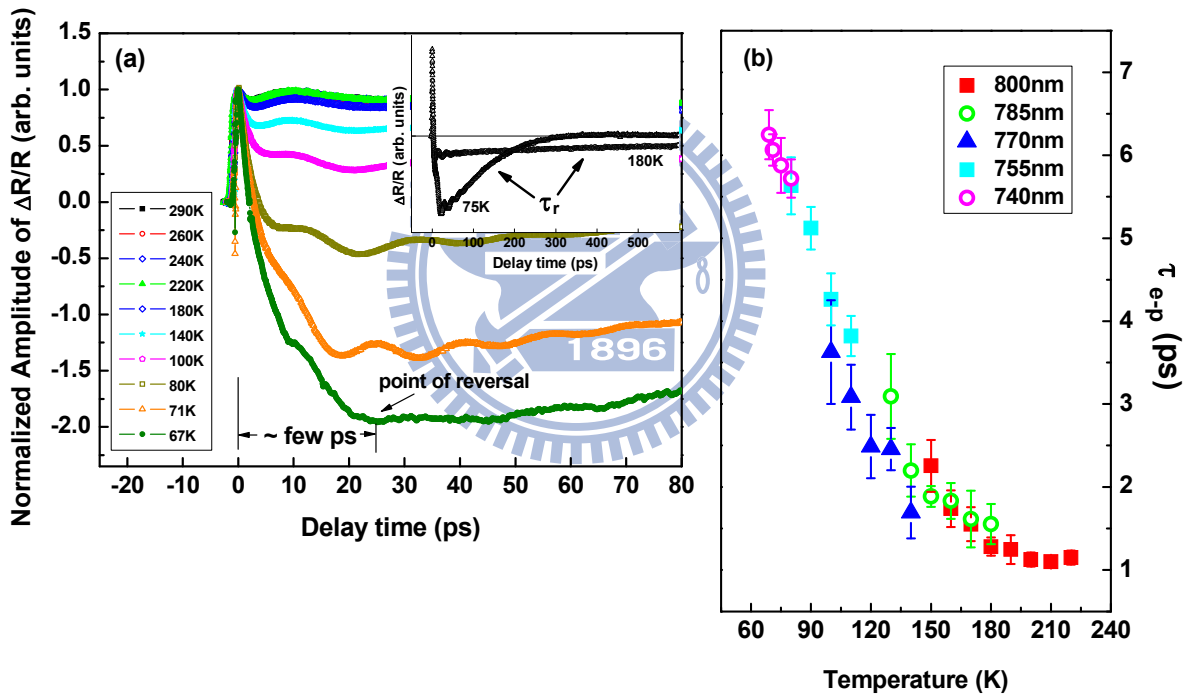 Normalized Amplitude of ΔR/R (arb. units)
1.5
1.0
0.5
0.0
-0.5
-1.0
-1.5
-2.0
(a)
290K
260K
240K
220K
180K
140K
100K
80K
71K
67K
ΔR/R (arb. units)
180K
75K
τr
0 100 200 300 400 500
Delay time (ps)
1896
point of reversal
~ few ps
-20 -10 0 10 20 30 40 50 60 70 80
Delay time (ps)
(b)
800nm
785nm
770nm
755nm
740nm
7
6
5
4
3
2
1
τ e-p (ps)
60 90 120 150 180 210 240
Temperature (K)